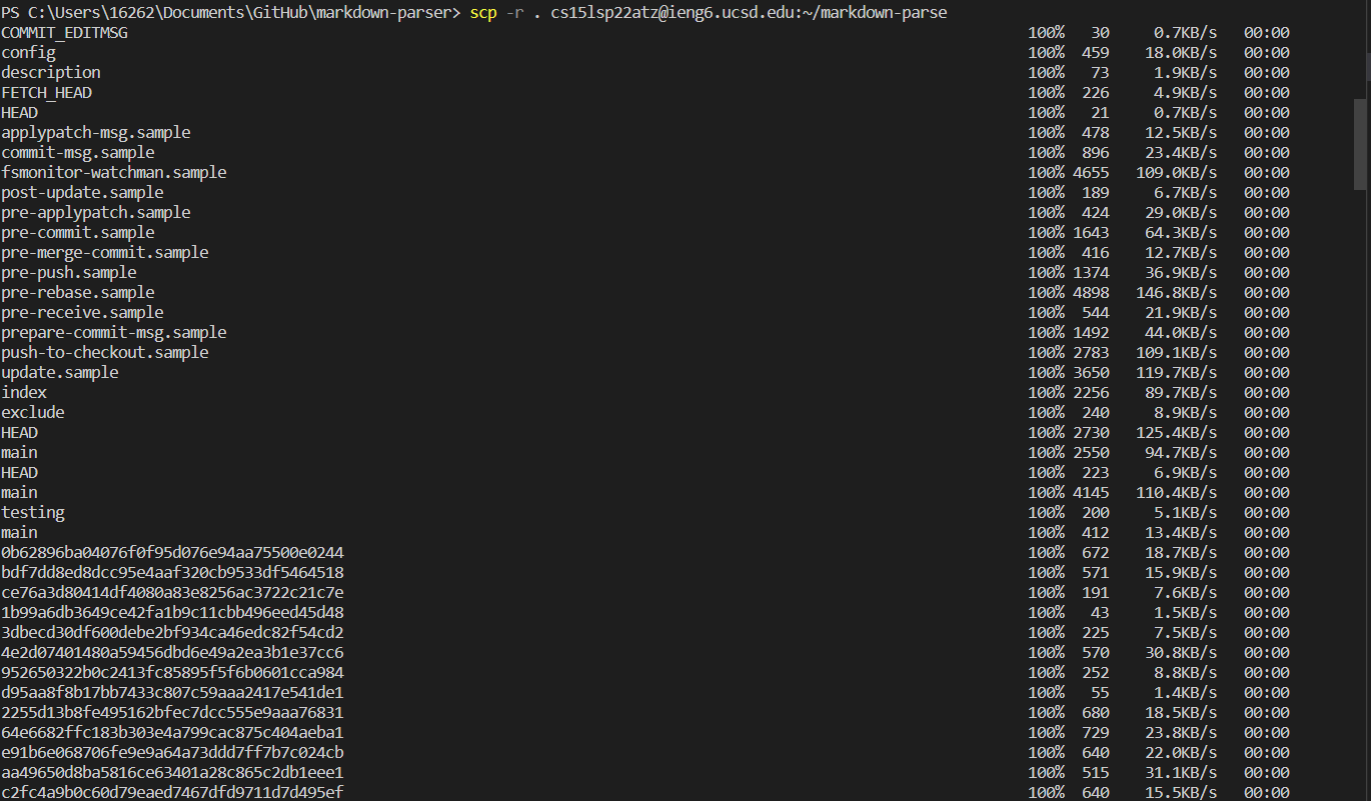 PS C:\Users\16262\Documents\GitHub\markdown-parser> scp -r . cs15lsp22atz@ieng6.ucsd.edu:~/markdown-parse
COMMIT_EDITMSG 100% 30 0.7KB/s 00:00
config 100% 459 18.0KB/s 00:00
description 100% 73 1.9KB/s 00:00
FETCH_HEAD 100% 226 4.9KB/s 00:00
HEAD 100% 21 0.7KB/s 00:00
applypatch-msg.sample 100% 478 12.5KB/s 00:00
commit-msg.sample 100% 896 23.4KB/s 00:00
fsmonitor-watchman.sample 100% 4655 109.0KB/s 00:00
post-update.sample 100% 189 6.7KB/s 00:00
pre-applypatch.sample 100% 424 29.0KB/s 00:00
pre-commit.sample 100% 1643 64.3KB/s 00:00
pre-merge-commit.sample 100% 416 12.7KB/s 00:00
pre-push.sample 100% 1374 36.9KB/s 00:00
pre-rebase.sample 100% 4898 146.8KB/s 00:00
pre-receive.sample 100% 544 21.9KB/s 00:00
prepare-commit-msg.sample 100% 1492 44.0KB/s 00:00
push-to-checkout.sample 100% 2783 109.1KB/s 00:00
update.sample 100% 3650 119.7KB/s 00:00
index 100% 2256 89.7KB/s 00:00
exclude 100% 240 8.9KB/s 00:00
HEAD 100% 2730 125.4KB/s 00:00
main 100% 2550 94.7KB/s 00:00
HEAD 100% 223 6.9KB/s 00:00
main 100% 4145 110.4KB/s 00:00
testing 100% 200 5.1KB/s 00:00
main 100% 412 13.4KB/s 00:00
0b62896ba04076f0f95d076e94aa75500e0244 100% 672 18.7KB/s 00:00
bdf7dd8ed8dcc95e4aaf320cb9533df5464518 100% 571 15.9KB/s 00:00
ce76a3d80414df4080a83e8256ac3722c21c7e 100% 191 7.6KB/s 00:00
1b99a6db3649ce42fa1b9c11cbb496eed45d48 100% 43 1.5KB/s 00:00
3dbecd30df600debe2bf934ca46edc82f54cd2 100% 225 7.5KB/s 00:00
4e2d07401480a59456dbd6e49a2ea3b1e37cc6 100% 570 30.8KB/s 00:00
952650322b0c2413fc85895f5f6b0601cca984 100% 252 8.8KB/s 00:00
d95aa8f8b17bb7433c807c59aaa2417e541de1 100% 55 1.4KB/s 00:00
2255d13b8fe495162bfec7dcc555e9aaa76831 100% 680 18.5KB/s 00:00
64e6682ffc183b303e4a799cac875c404aeba1 100% 729 23.8KB/s 00:00
e91b6e068706fe9e9a64a73ddd7ff7b7c024cb 100% 640 22.0KB/s 00:00
aa49650d8ba5816ce63401a28c865c2db1eee1 100% 515 31.1KB/s 00:00
c2fc4a9b0c60d79eaed7467dfd9711d7d495ef 100% 640 15.5KB/s 00:00